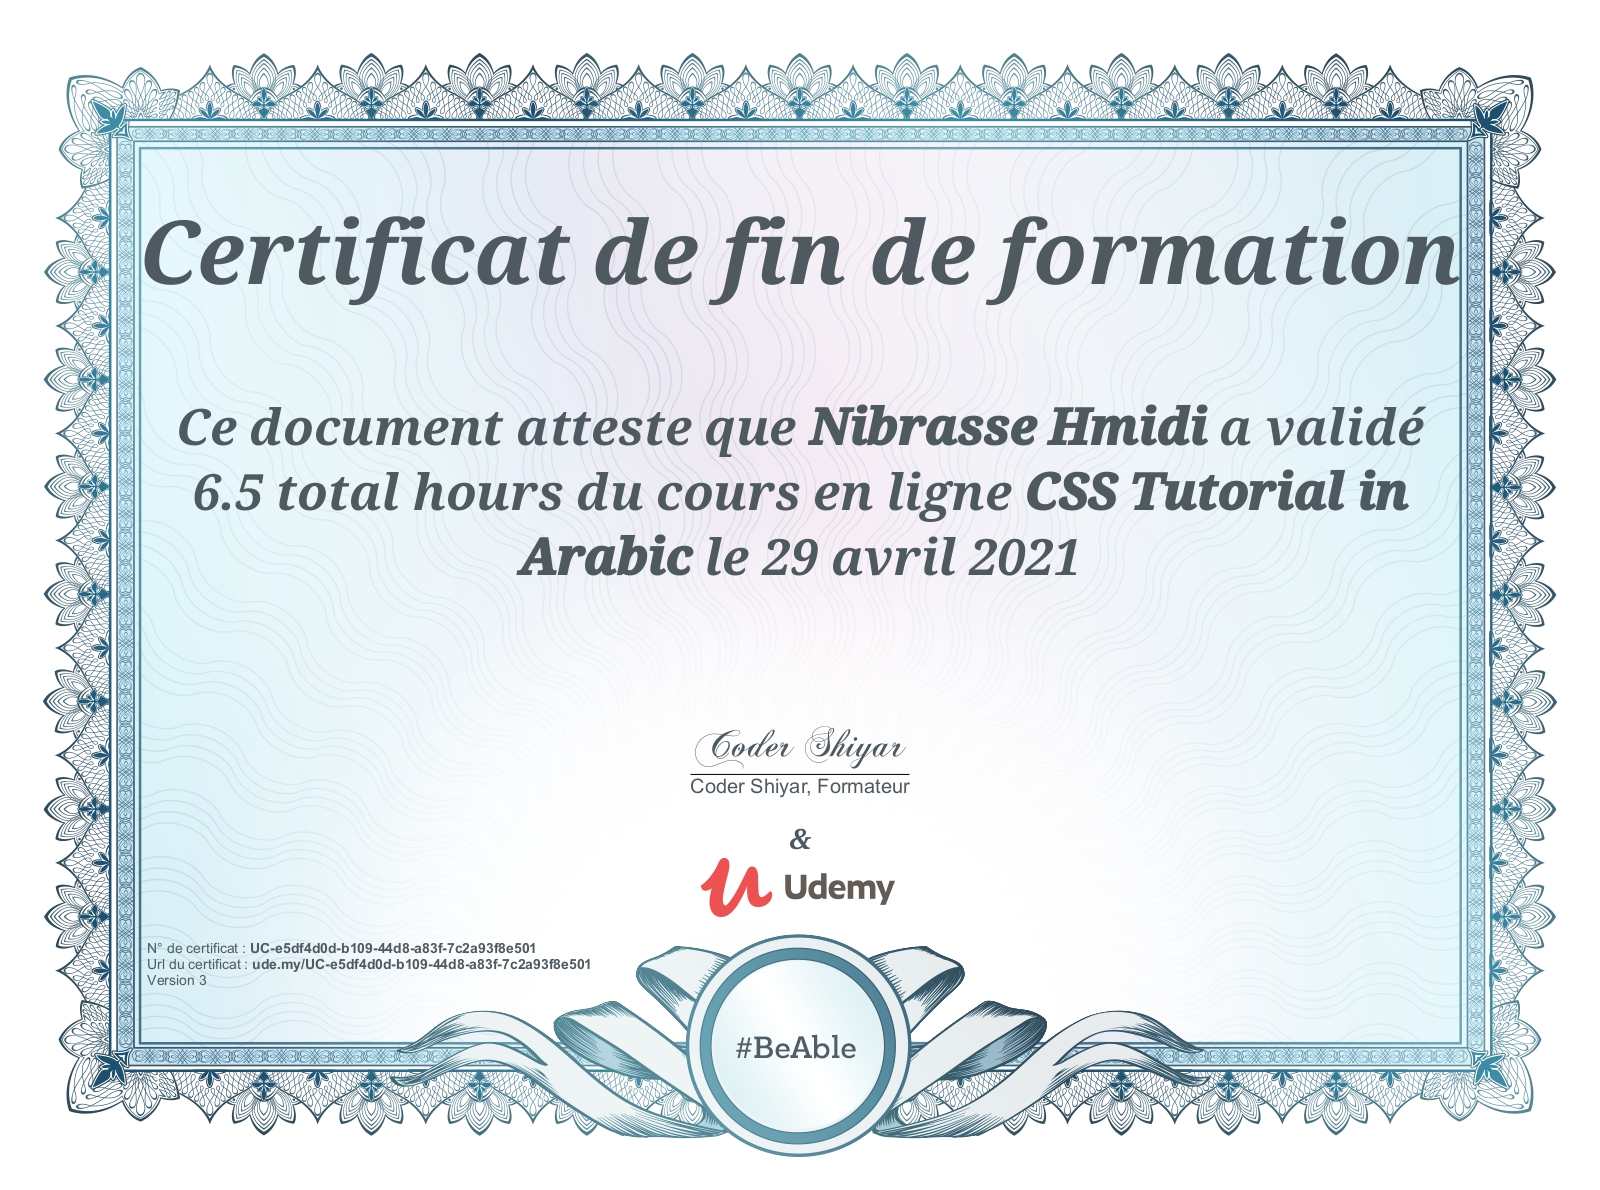 Certificat de fin de formation
Ce document atteste que Nibrasse Hmidi a validé
6.5 total hours du cours en ligne CSS Tutorial in
Arabic le 29 avril 2021
Coder Shiyar
Coder Shiyar, Formateur
&
Udemy
N° de certificat : UC-e5df4d0d-b109-44d8-a83f-7c2a93f8e501
Url du certificat : ude.my/UC-e5df4d0d-b109-44d8-a83f-7c2a93f8e501
Version 3
#BeAble